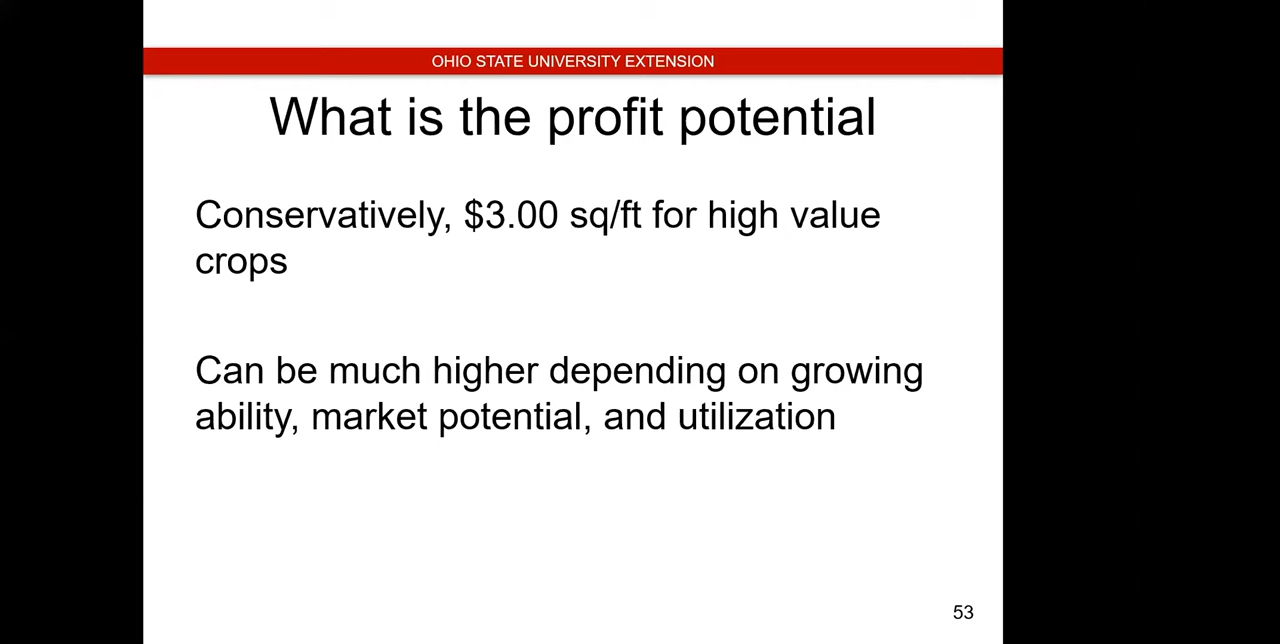 OHIO STATE UNIVERSITY EXTENSION
What is the profit potential
Conservatively, $3.00 sq/ft for high value
crops
Can be much higher depending on growing
ability, market potential, and utilization
53